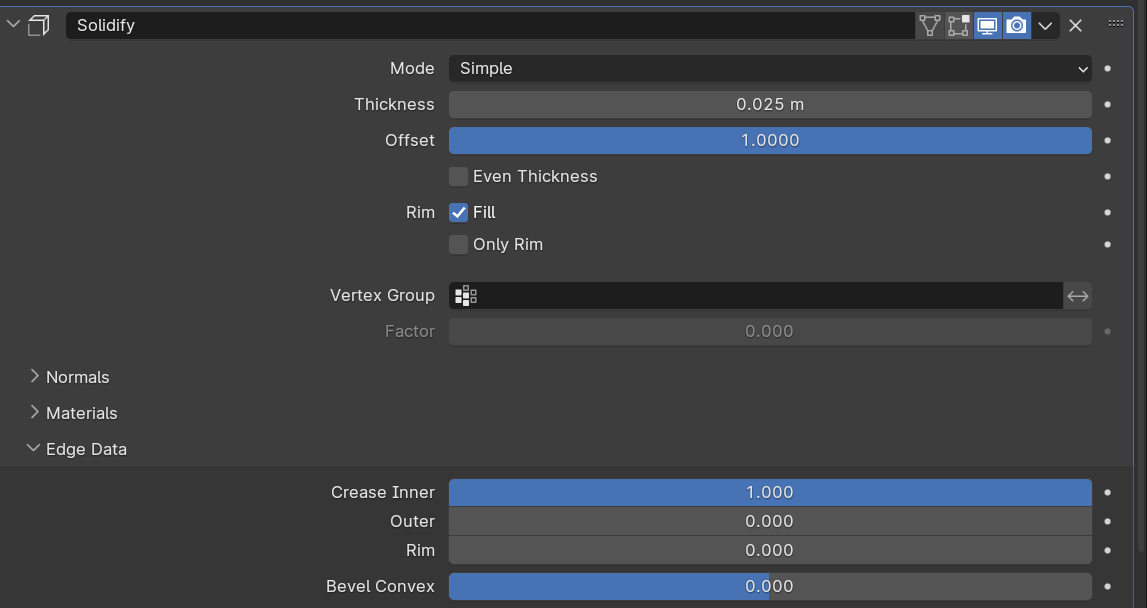 Solidify
Mode Simple
Thickness 0.025 m
Offset 1.0000
Even Thickness
Rim Fill
Only Rim
Vertex Group
Factor 0.000
Normals
Materials
Edge Data
Crease Inner 1.000
Outer 0.000
Rim 0.000
Bevel Convex 0.000